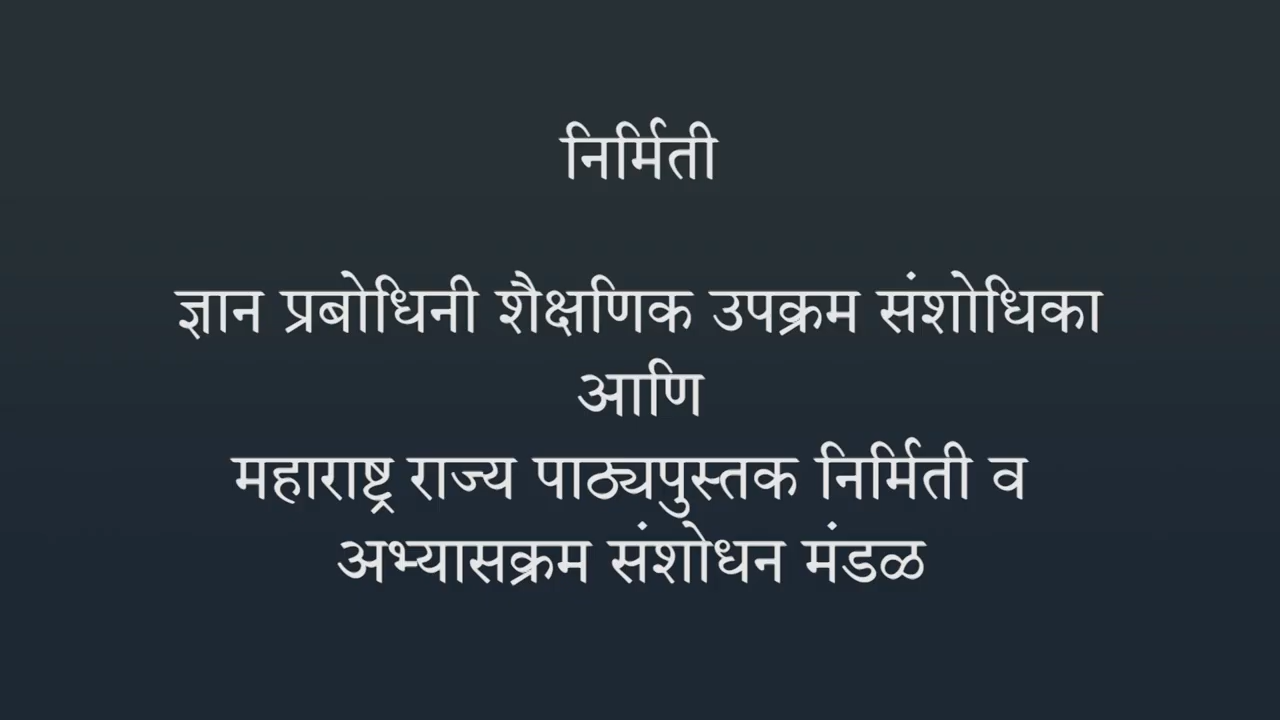 निर्मिती
ज्ञान प्रबोधिनी शैक्षणिक उपक्रम संशोधिका
आणि
महाराष्ट्र राज्य पाठ्यपुस्तक निर्मिती व
अभ्यासक्रम संशोधन मंडळ